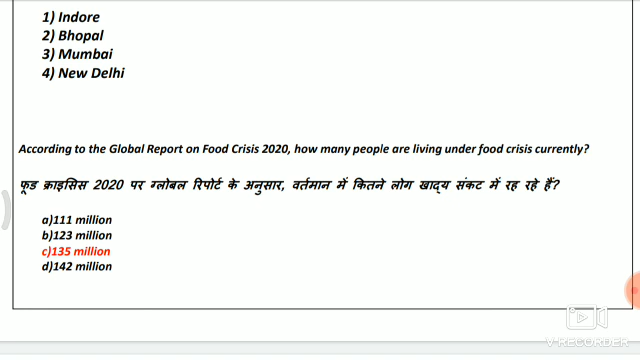 1) Indore
2) Bhopal
3) Mumbai
4) New Delhi
According to the Global Report on Food Crisis 2020, how many people are living under food crisis currently?
फूड क्राइसिस 2020 पर ग्लोबल रिपोर्ट के अनुसार, वर्तमान में कितने लोग खाद्य संकट में रह रहे हैं?
a)111 million
b)123 million
c)135 million
d)142 million
V RECORDER